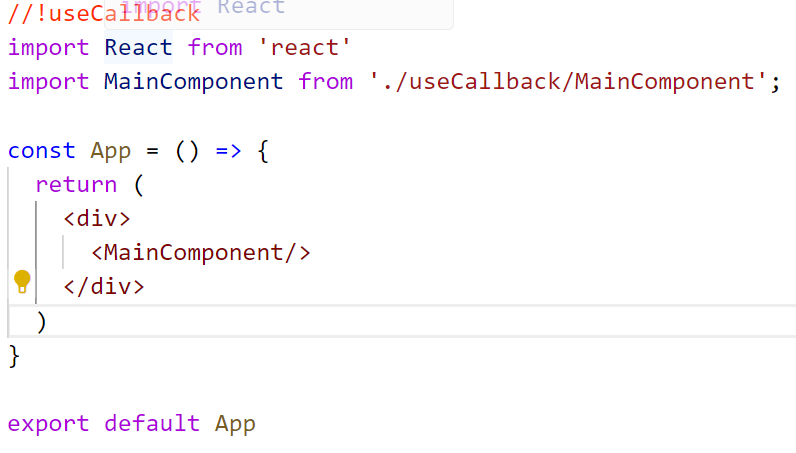 //!useCallback
import React
import React from 'react'
import MainComponent from './useCallback/MainComponent';
const App = () => {
return (
<div>
<MainComponent/>
</div>
)
}
export default App